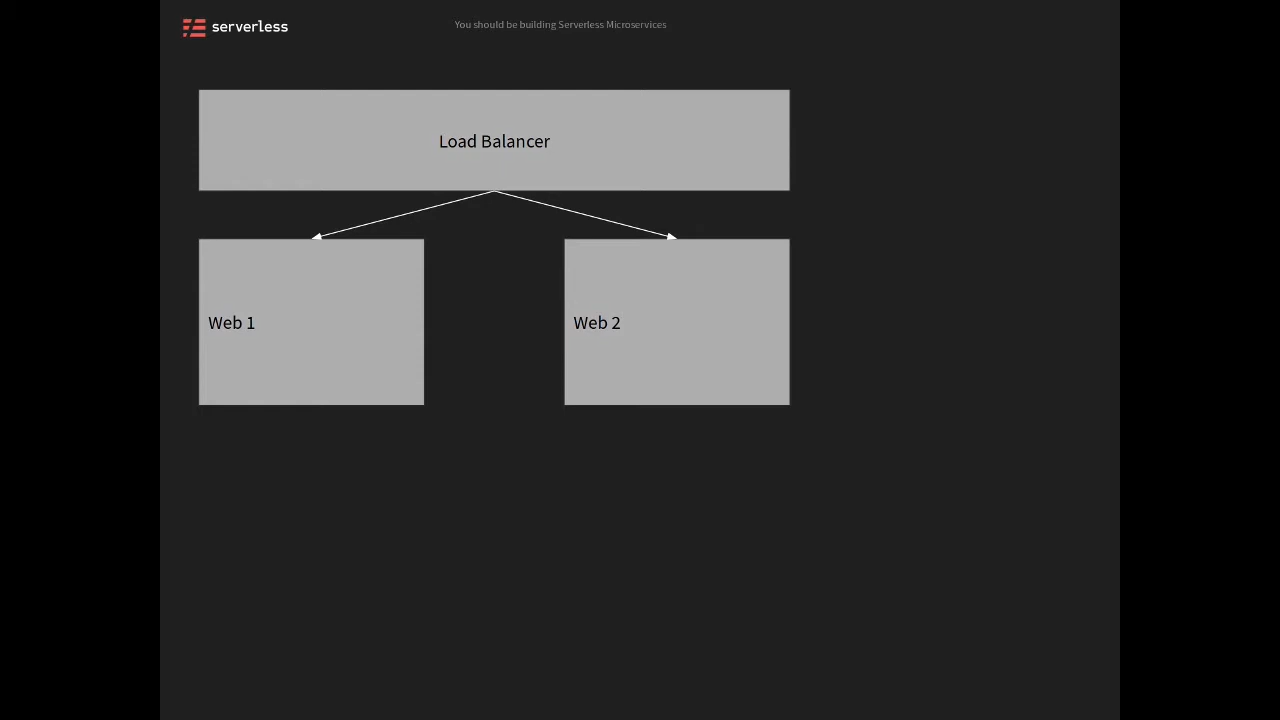 serverless
You should be building Serverless Microservices
Load Balancer
Web 1
Web 2